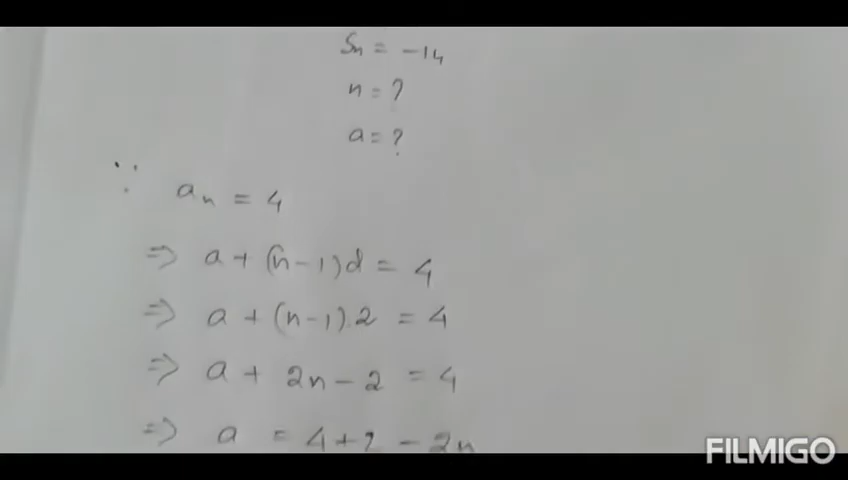 Sn = -14
n = ?
a = ?
∵ an = 4
⇒ a + (n-1)d = 4
⇒ a + (n-1)2 = 4
⇒ a + 2n - 2 = 4
⇒ a = 4+2 - 2n
FILMIGO